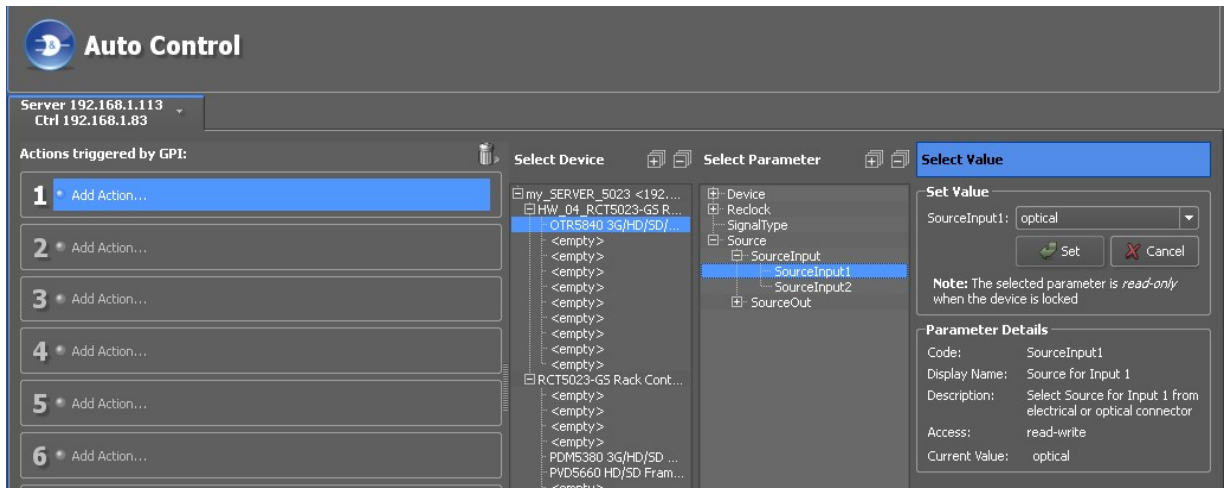 Auto Control
Server 192.168.1.113
Ctrl 192.168.1.83
Actions triggered by GPI:
1 Add Action...
2 Add Action...
3 Add Action...
4 Add Action...
5 Add Action...
6 Add Action...
Select Device
my_SERVER_5023 <192....
HW_04_RCT5023-GS R...
OTR5840 3G/HD/SD/...
<empty>
<empty>
<empty>
<empty>
<empty>
<empty>
<empty>
<empty>
<empty>
RCT5023-GS Rack Cont...
<empty>
<empty>
<empty>
<empty>
PDM5380 3G/HD/SD ...
PVD5660 HD/SD Fram...
<empty>
Select Parameter
Device
Reclock
SignalType
Source
SourceInput
SourceInput1
SourceInput2
SourceOut
Select Value
Set Value
SourceInput1: optical
Set
Cancel
Note: The selected parameter is read-only
when the device is locked
Parameter Details
Code: SourceInput1
Display Name: Source for Input 1
Description: Select Source for Input 1 from
electrical or optical connector
Access: read-write
Current Value: optical